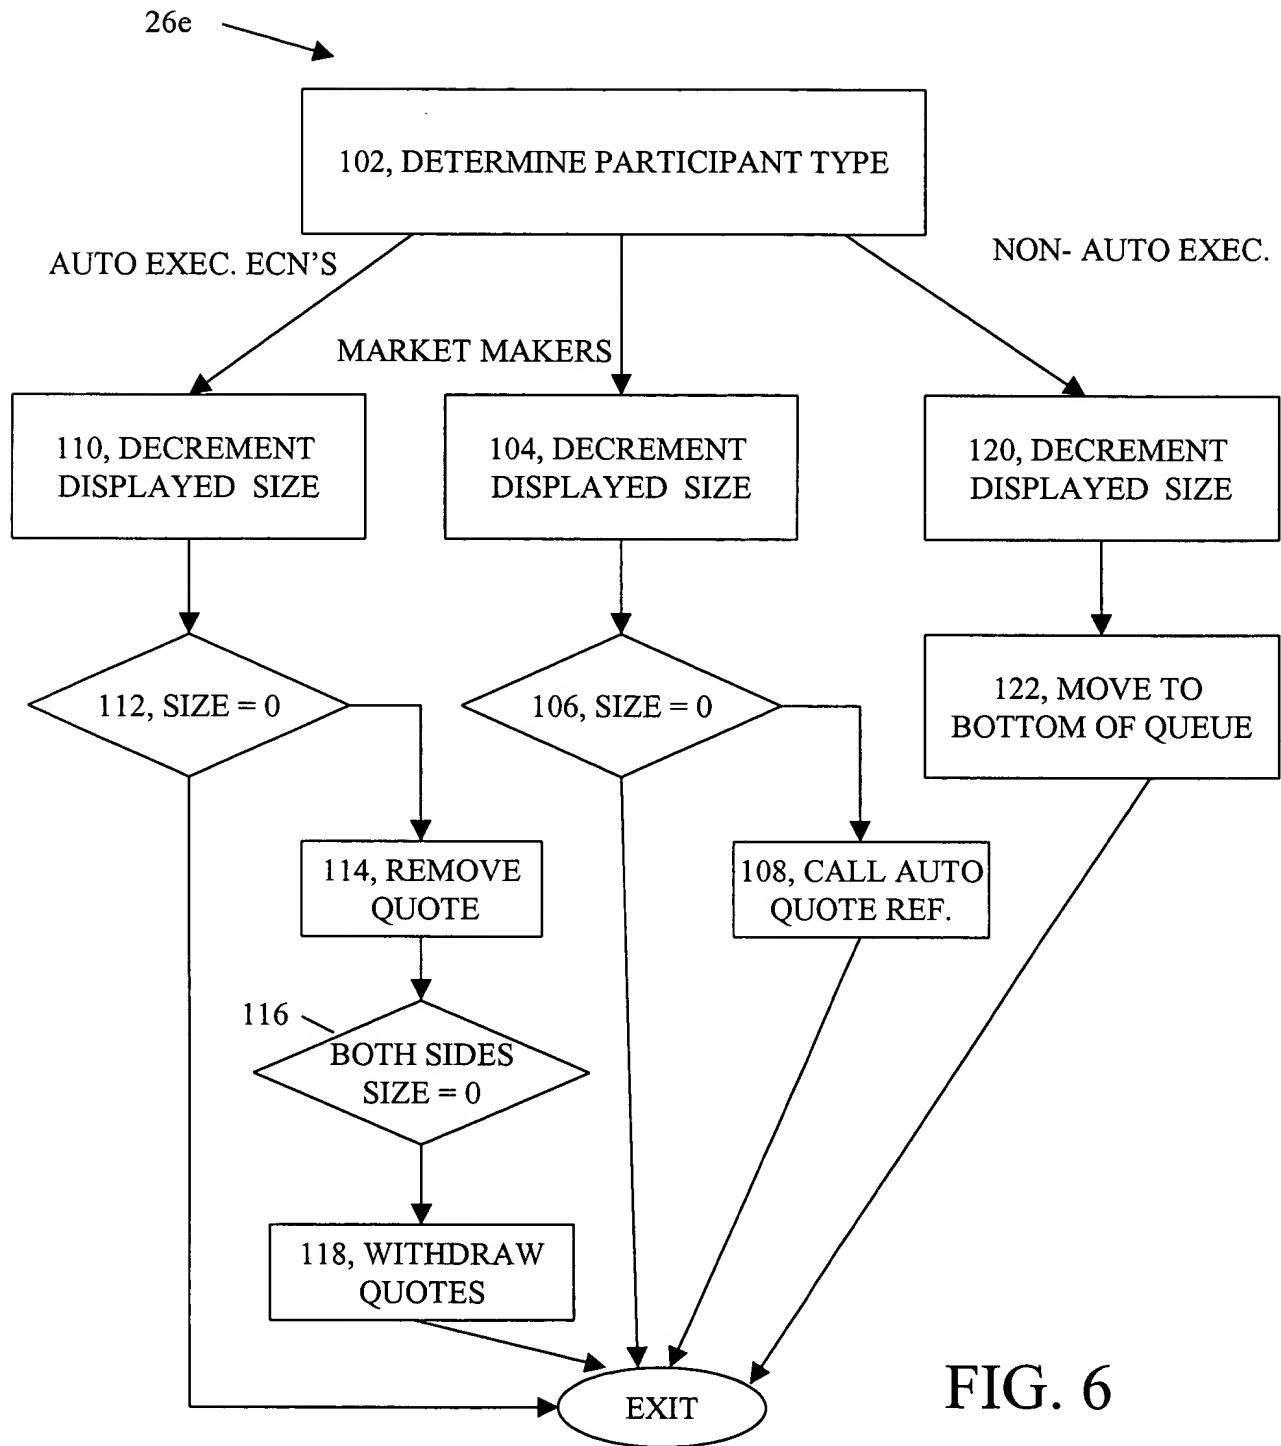 26e
102, DETERMINE PARTICIPANT TYPE
AUTO EXEC. ECN'S
NON- AUTO EXEC.
MARKET MAKERS
110, DECREMENT
DISPLAYED SIZE
104, DECREMENT
DISPLAYED SIZE
120, DECREMENT
DISPLAYED SIZE
112, SIZE = 0
106, SIZE = 0
122, MOVE TO
BOTTOM OF QUEUE
114, REMOVE
QUOTE
108, CALL AUTO
QUOTE REF.
116
BOTH SIDES
SIZE = 0
118, WITHDRAW
QUOTES
EXIT
FIG. 6